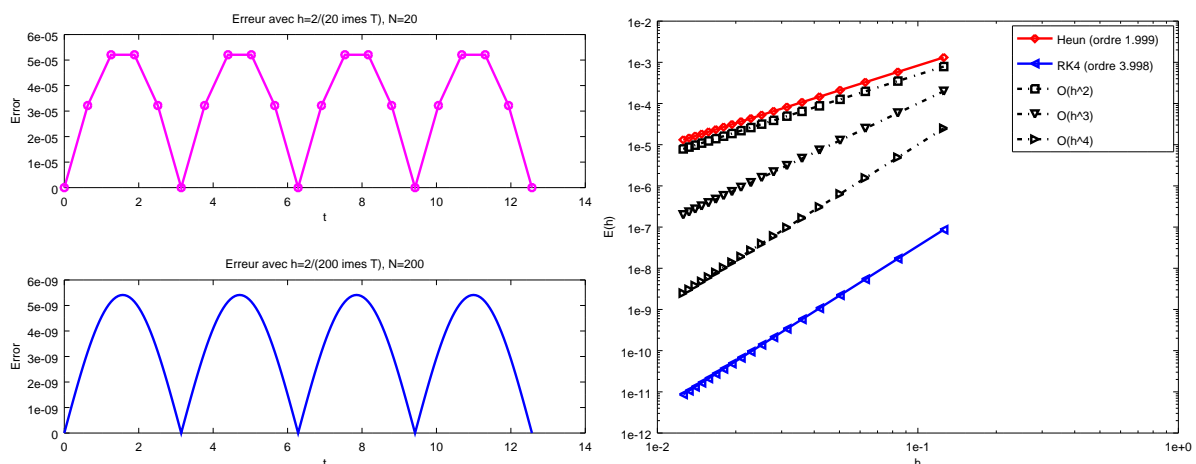 Erreur avec h=2/(20 imes T), N=20
6e-05
5e-05
4e-05
3e-05
2e-05
1e-05
0
Error
0 2 4 6 8 10 12 14
t
Erreur avec h=2/(200 imes T), N=200
6e-09
5e-09
4e-09
3e-09
2e-09
1e-09
0
Error
0 2 4 6 8 10 12 14
t
1e-2
1e-3
1e-4
1e-5
1e-6
1e-7
1e-8
1e-9
1e-10
1e-11
1e-12
E(h)
10-2 10-1 1e0
h
Heun (ordre 1.999)
RK4 (ordre 3.998)
O(h^2)
O(h^3)
O(h^4)